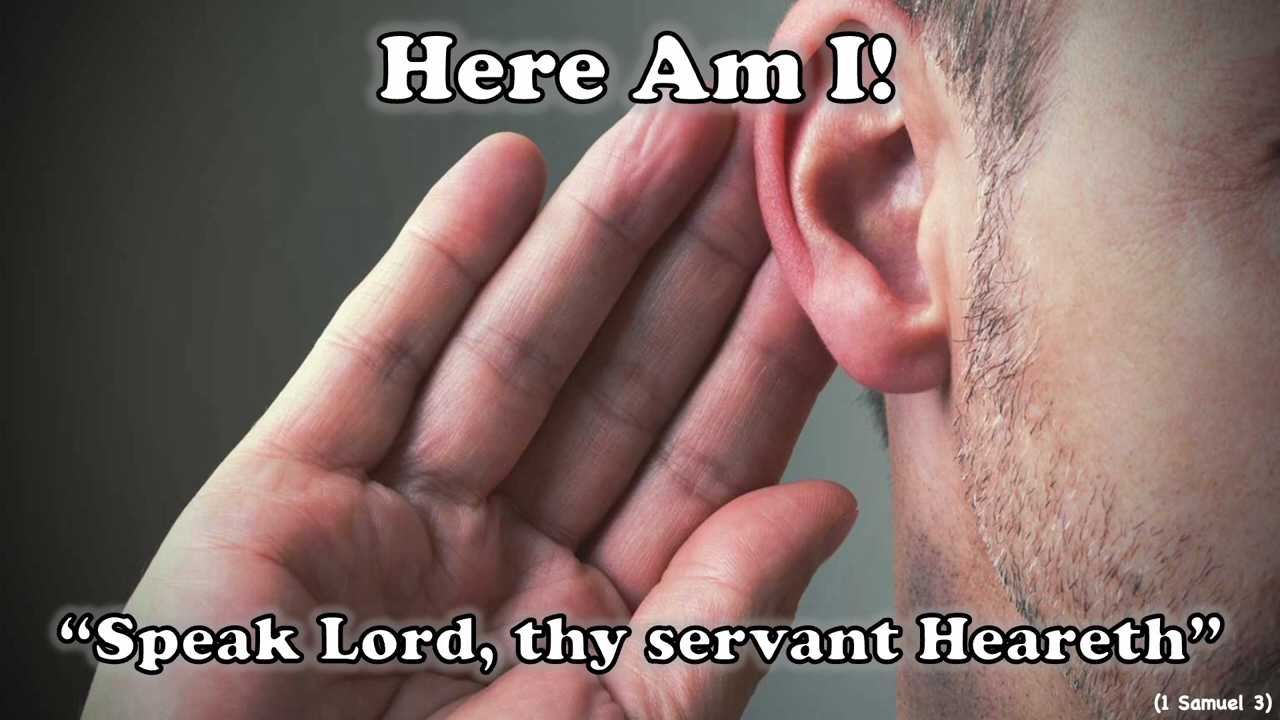 Here Am I!
“Speak Lord, thy servant Heareth”
(1 Samuel 3)